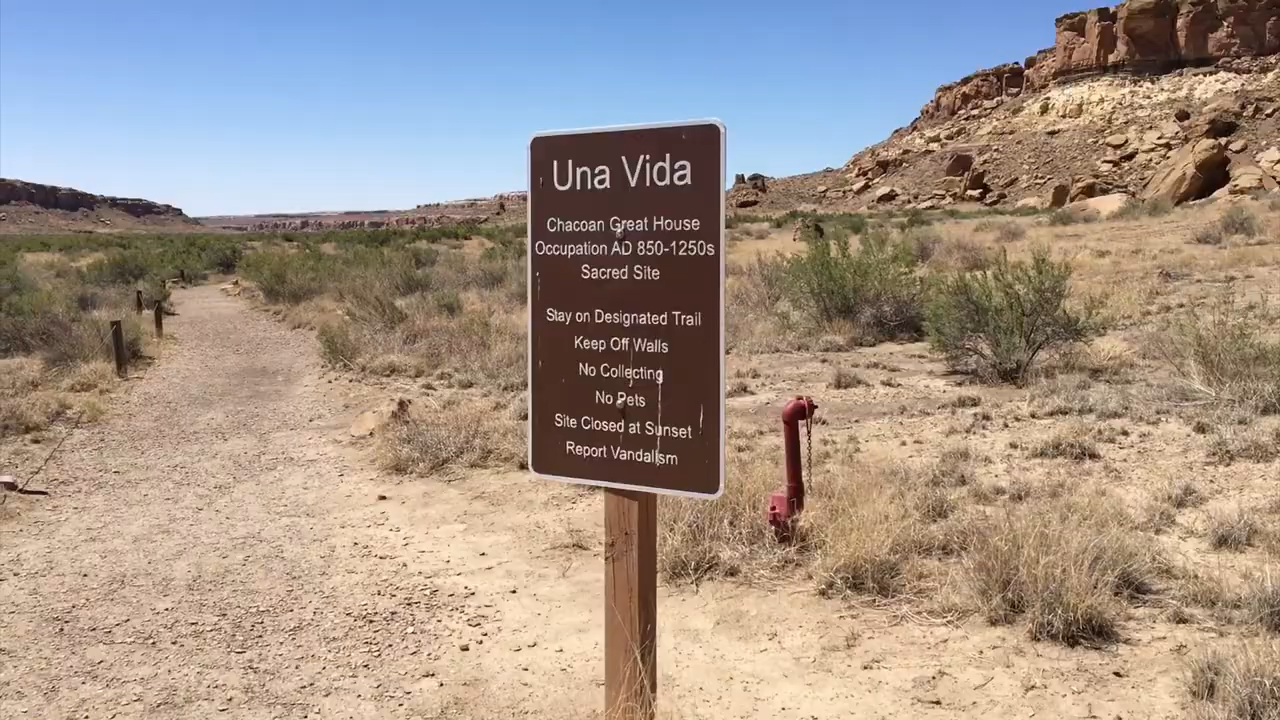 Una Vida
Chacoan Great House
Occupation AD 850-1250s
Sacred Site
Stay on Designated Trail
Keep Off Walls
No Collecting
No Pets
Site Closed at Sunset
Report Vandalism